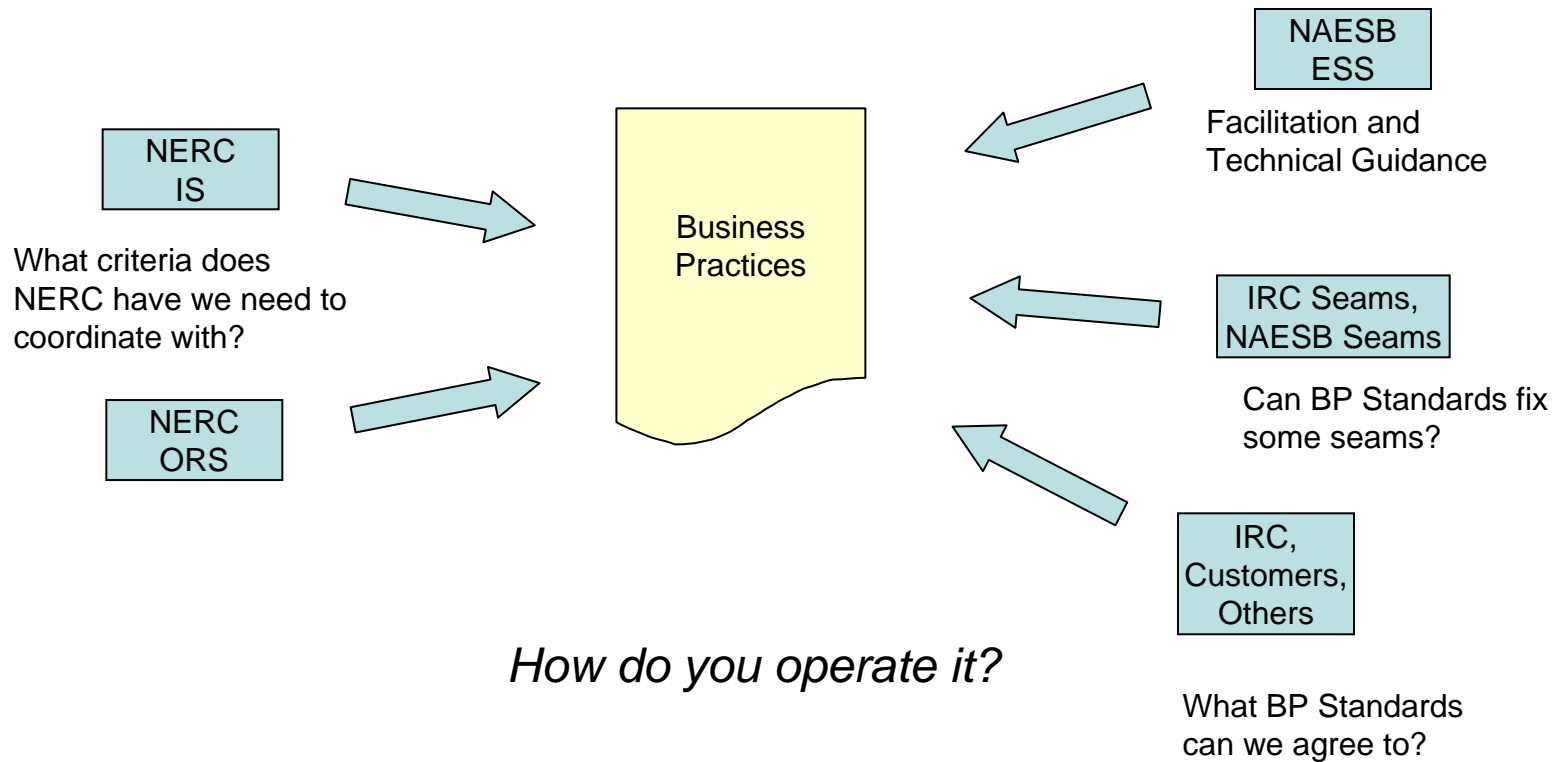 NERC
IS
What criteria does
NERC have we need to
coordinate with?
NERC
ORS
Business
Practices
NAESB
ESS
Facilitation and
Technical Guidance
IRC Seams,
NAESB Seams
Can BP Standards fix
some seams?
IRC,
Customers,
Others
What BP Standards
can we agree to?
How do you operate it?